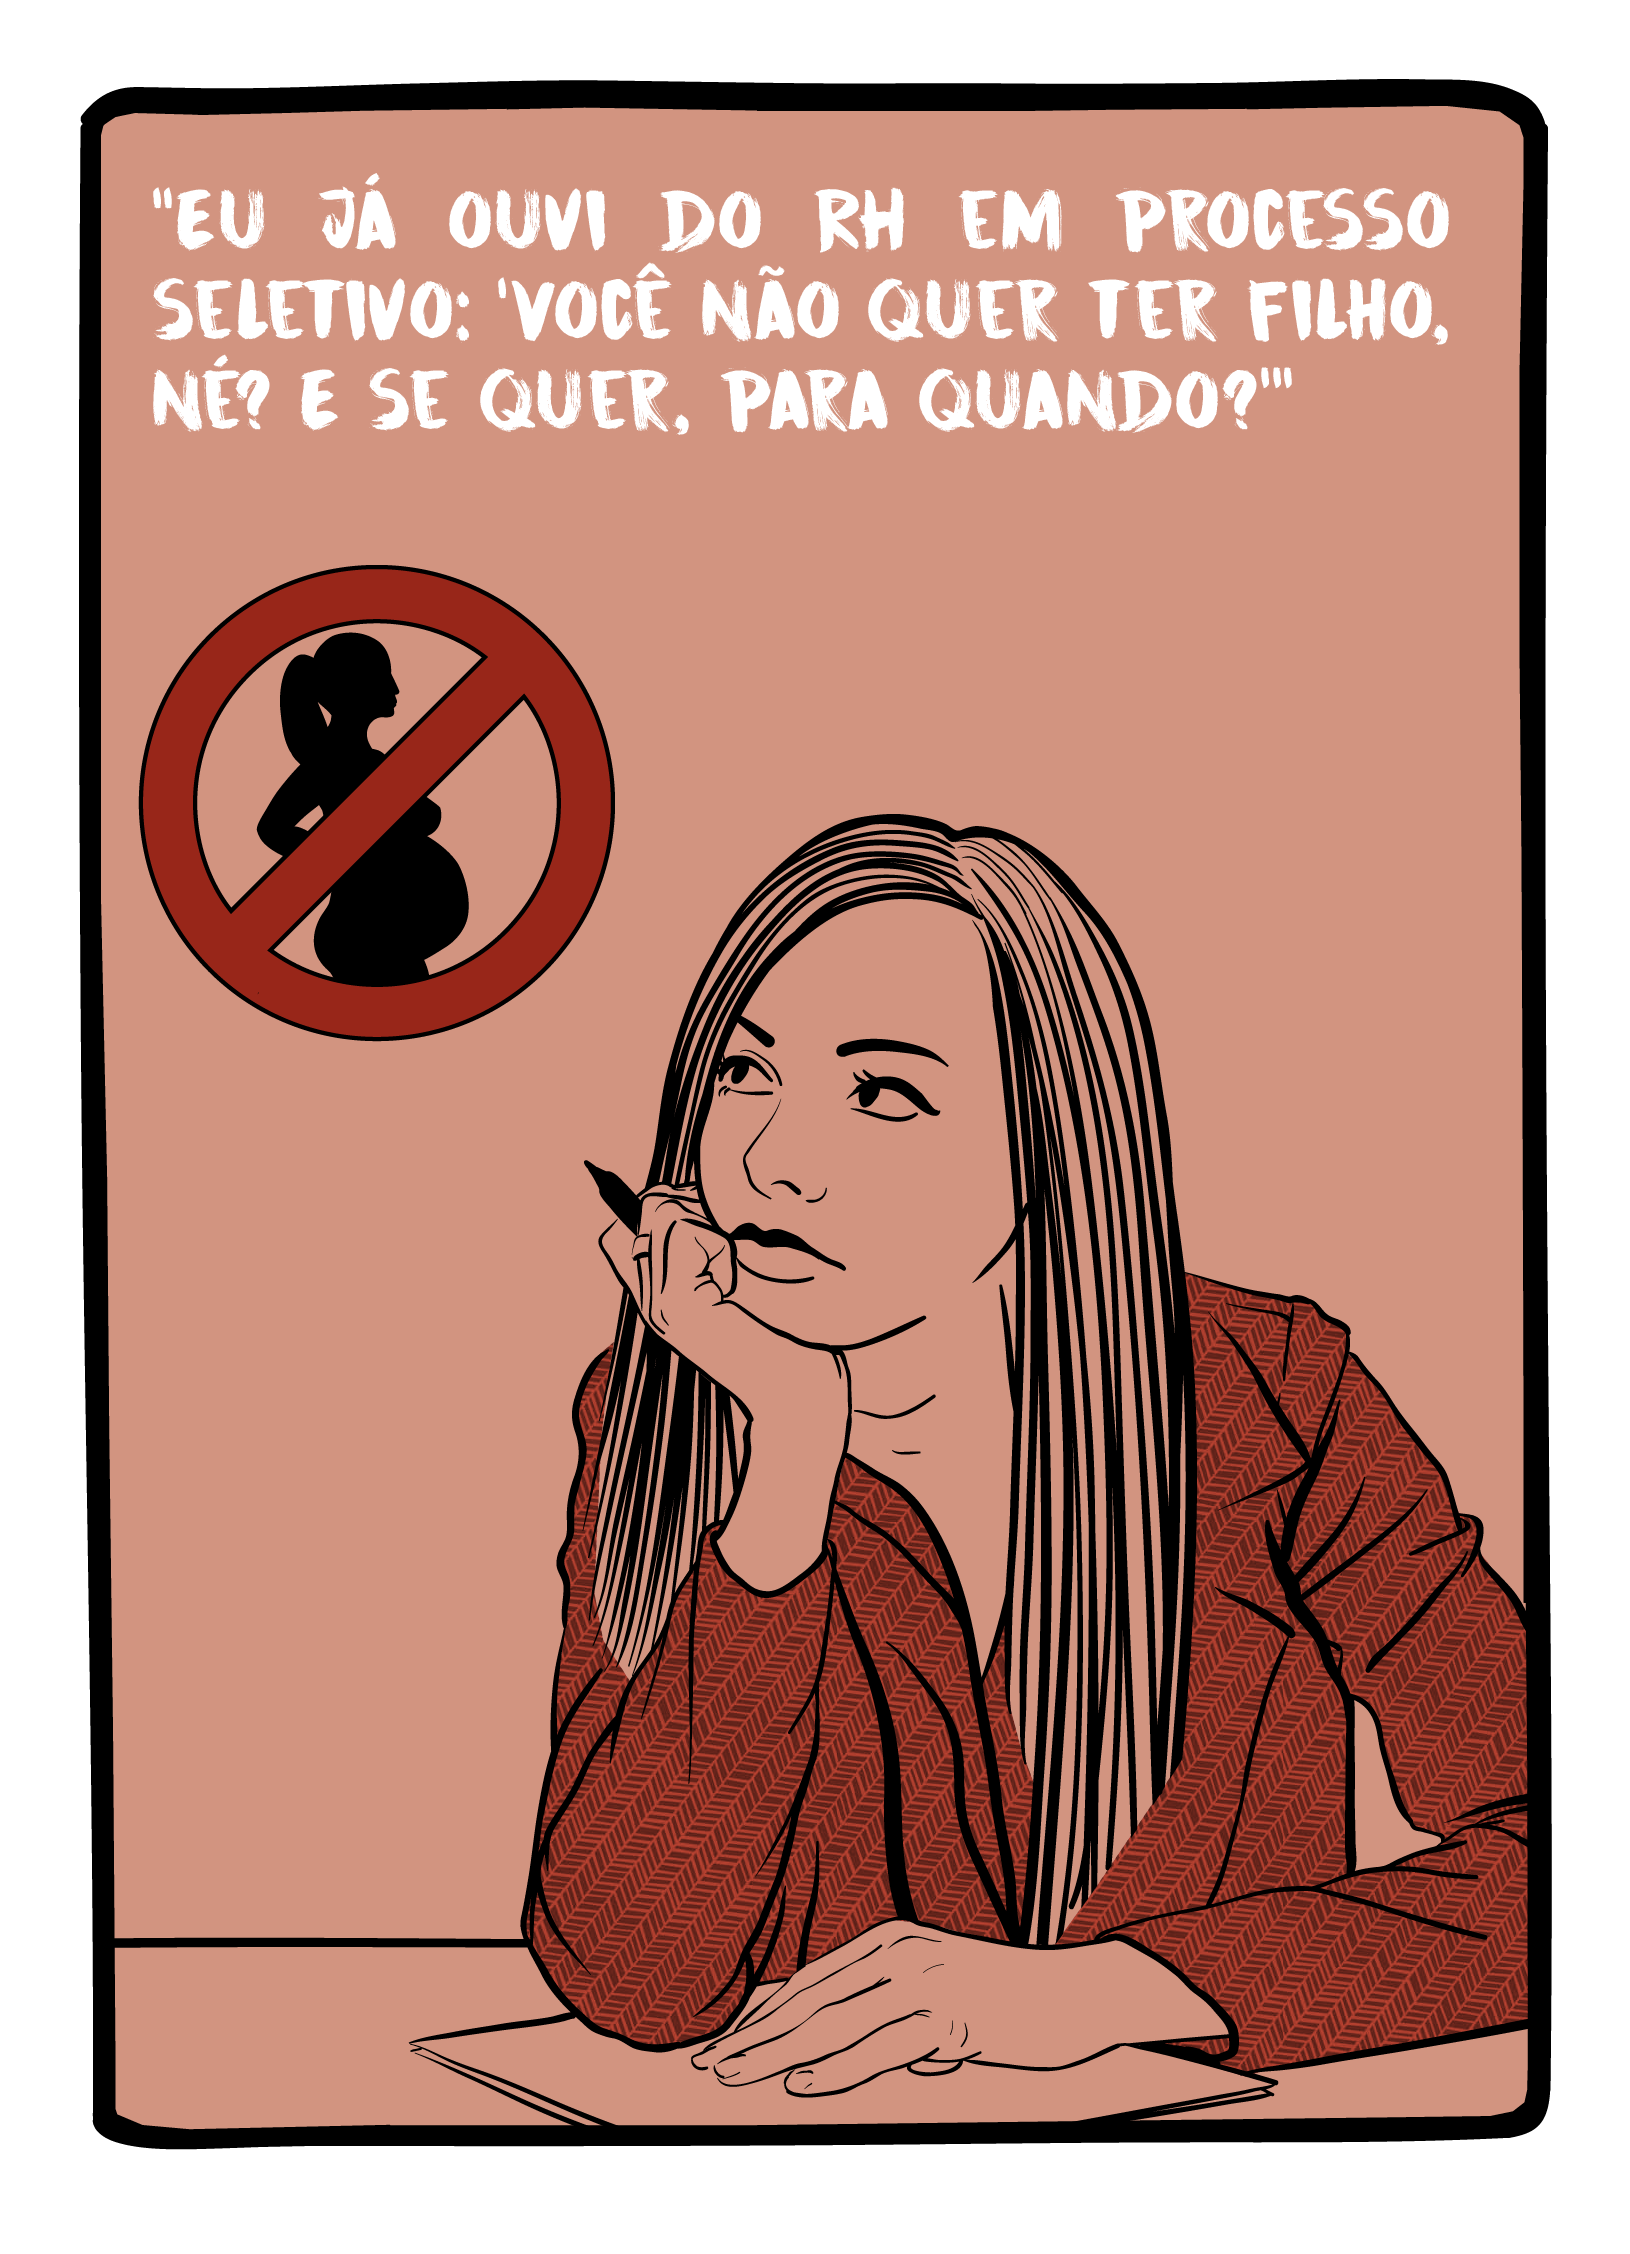 "EU JÁ OUVI DO RH EM PROCESSO
SELETIVO: 'VOCÊ NÃO QUER TER FILHO,
NÉ? E SE QUER, PARA QUANDO?'"